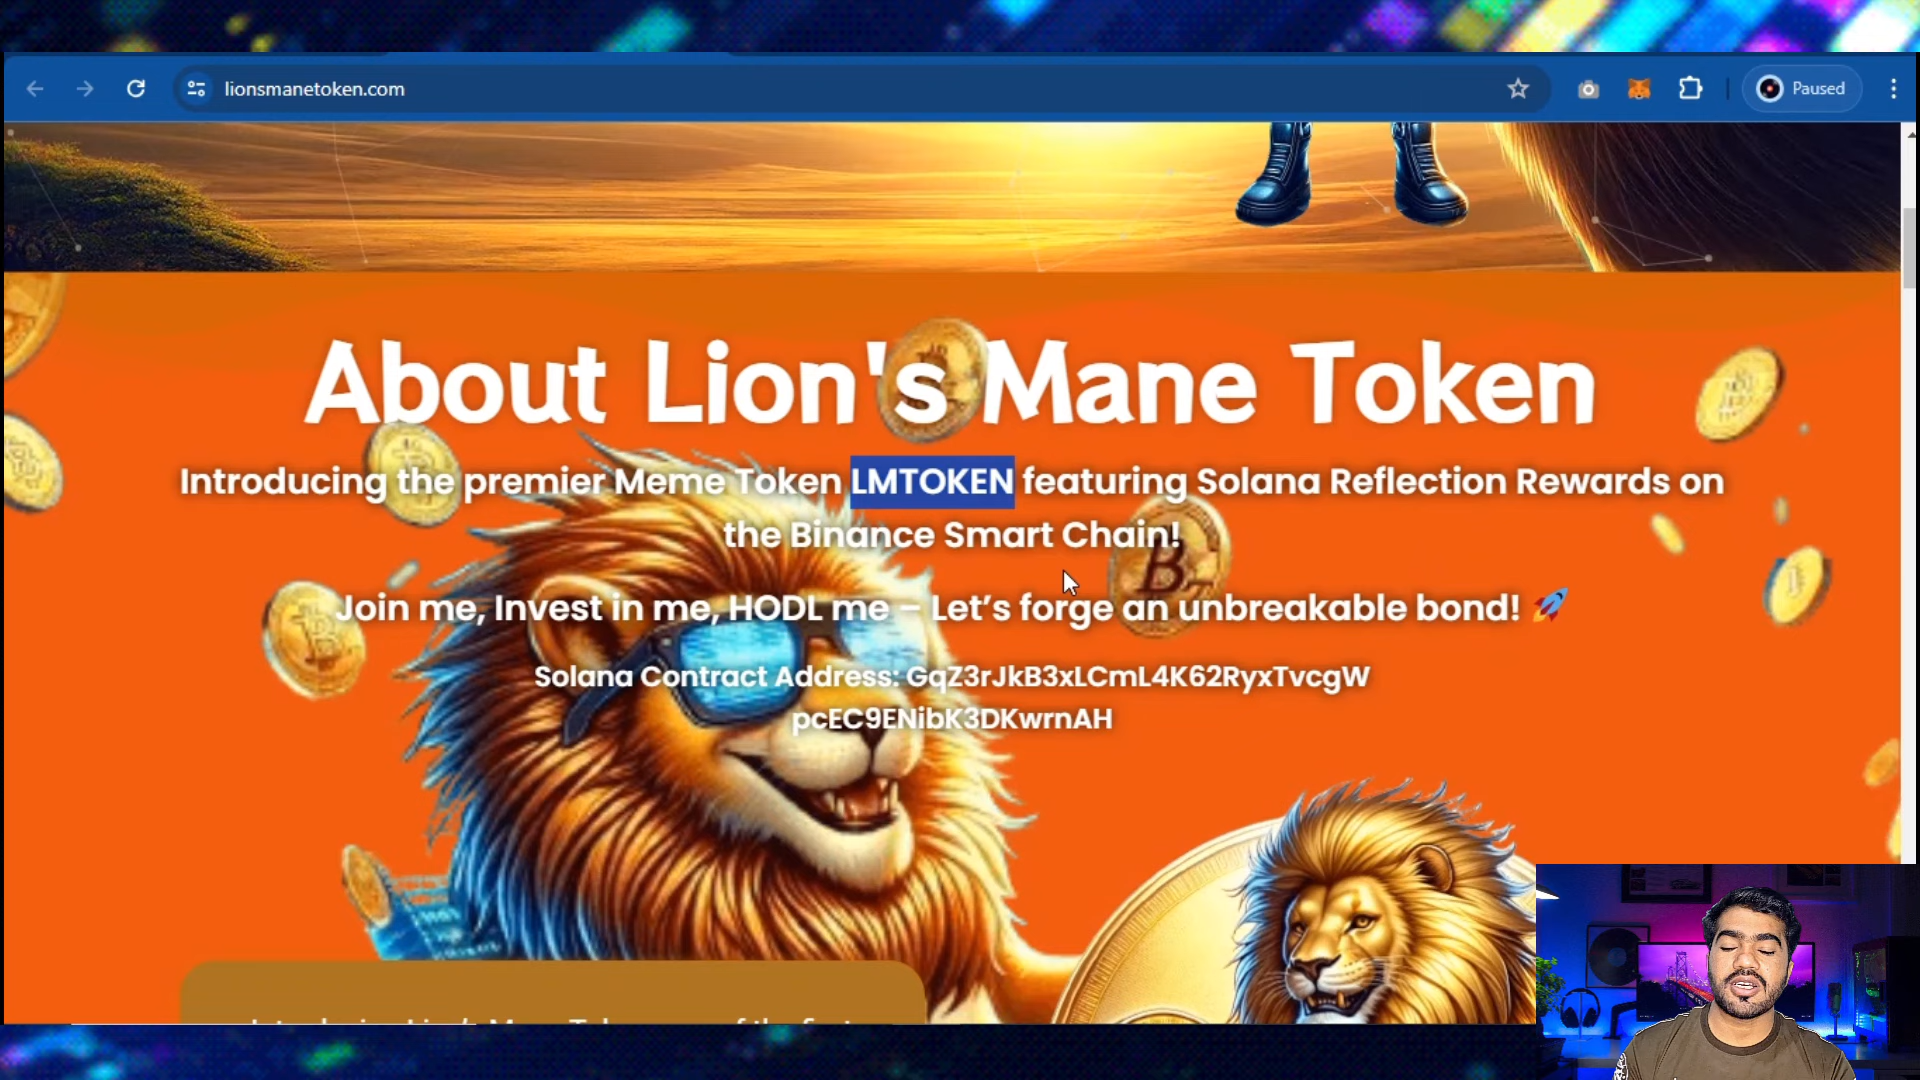 lionsmanetoken.com
Paused
About Lion's Mane Token
Introducing the premier Meme Token LMTOKEN featuring Solana Reflection Rewards on
the Binance Smart Chain!
Join me, Invest in me, HODL me – Let’s forge an unbreakable bond! 🚀
Solana Contract Address: GqZ3rJkB3xLCmL4K62RyxTvcgW
pcEC9ENibK3DKwrnAH